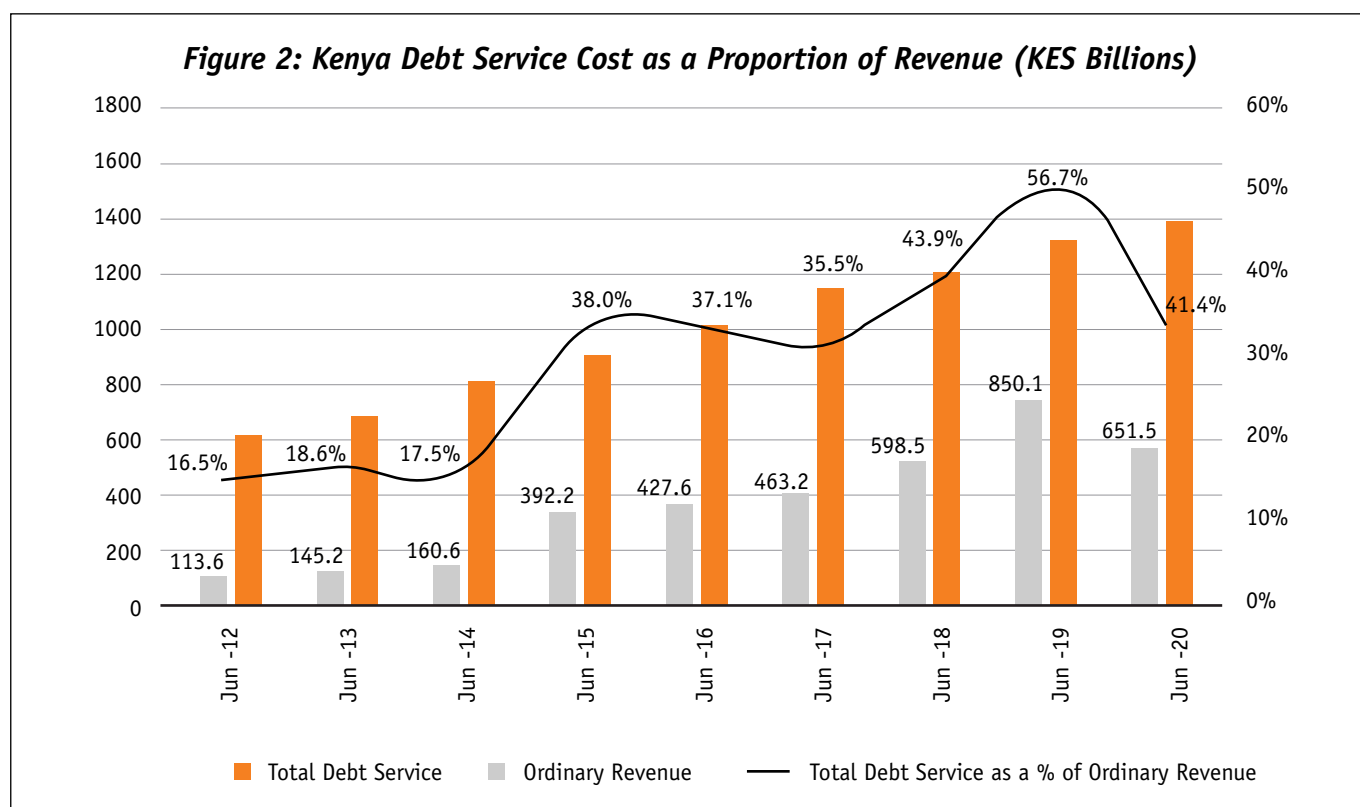 Figure 2: Kenya Debt Service Cost as a Proportion of Revenue (KES Billions)
1800
1600
1400
1200
1000
800
600
400
200
0
60%
50%
40%
30%
20%
10%
0%
16.5%
18.6%
17.5%
38.0%
37.1%
35.5%
43.9%
56.7%
41.4%
113.6
145.2
160.6
392.2
427.6
463.2
598.5
850.1
651.5
Jun -12
Jun -13
Jun -14
Jun -15
Jun -16
Jun -17
Jun -18
Jun -19
Jun -20
Total Debt Service
Ordinary Revenue
Total Debt Service as a % of Ordinary Revenue